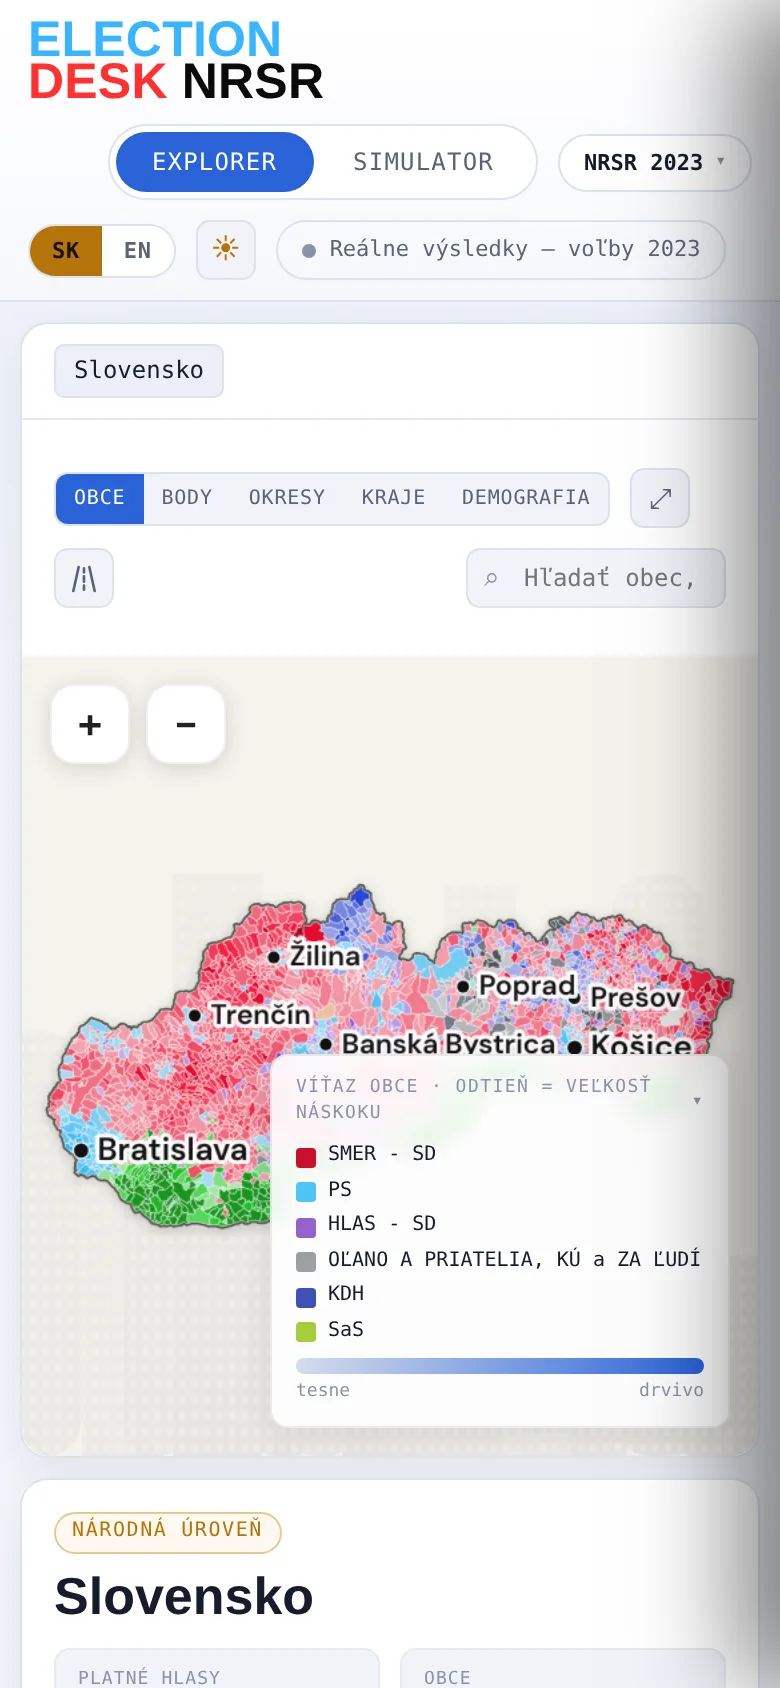 ELECTION
DESK NRSR
EXPLORER SIMULATOR NRSR 2023 ▾
SK EN ☀ ● Reálne výsledky — voľby 2023
Slovensko
OBCE BODY OKRESY KRAJE DEMOGRAFIA
Hľadať obec,
+ −
Žilina
Poprad
Prešov
Trenčín
Banská Bystrica
Košice
Bratislava
VÍŤAZ OBCE · ODTIEŇ = VEĽKOSŤ
NÁSKOKU ▾
SMER - SD
PS
HLAS - SD
OĽANO A PRIATELIA, KÚ a ZA ĽUDÍ
KDH
SaS
tesne drvivo
NÁRODNÁ ÚROVEŇ
Slovensko
PLATNÉ HLASY OBCE